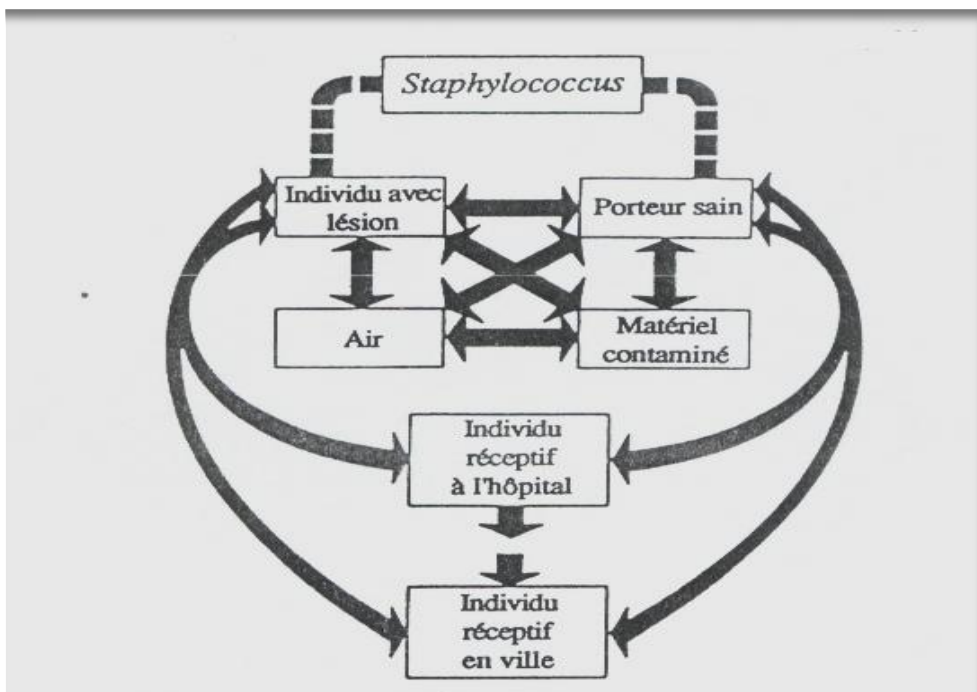 Staphylococcus
Individu avec
lésion
Porteur sain
Air
Matériel
contaminé
Individu
réceptif
à l'hôpital
Individu
réceptif
en ville